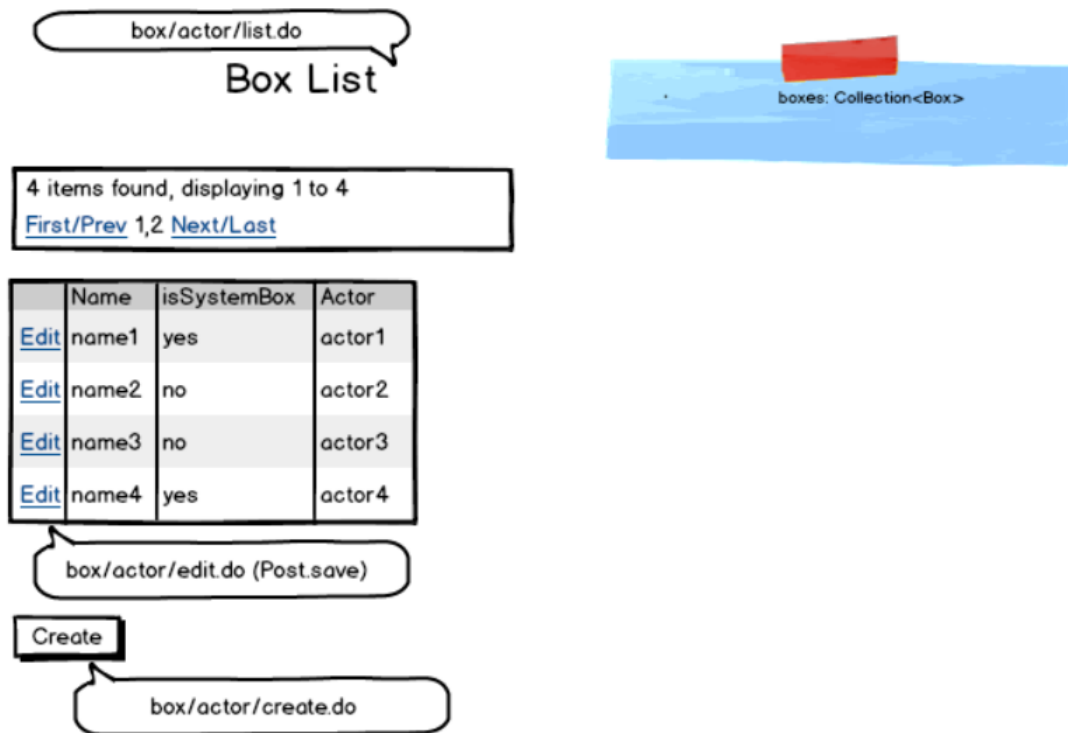 box/actor/list.do
Box List
boxes: Collection<Box>
4 items found, displaying 1 to 4
First/Prev 1,2 Next/Last
Name isSystemBox Actor
Edit name1 yes actor1
Edit name2 no actor2
Edit name3 no actor3
Edit name4 yes actor4
box/actor/edit.do (Post.save)
Create
box/actor/create.do